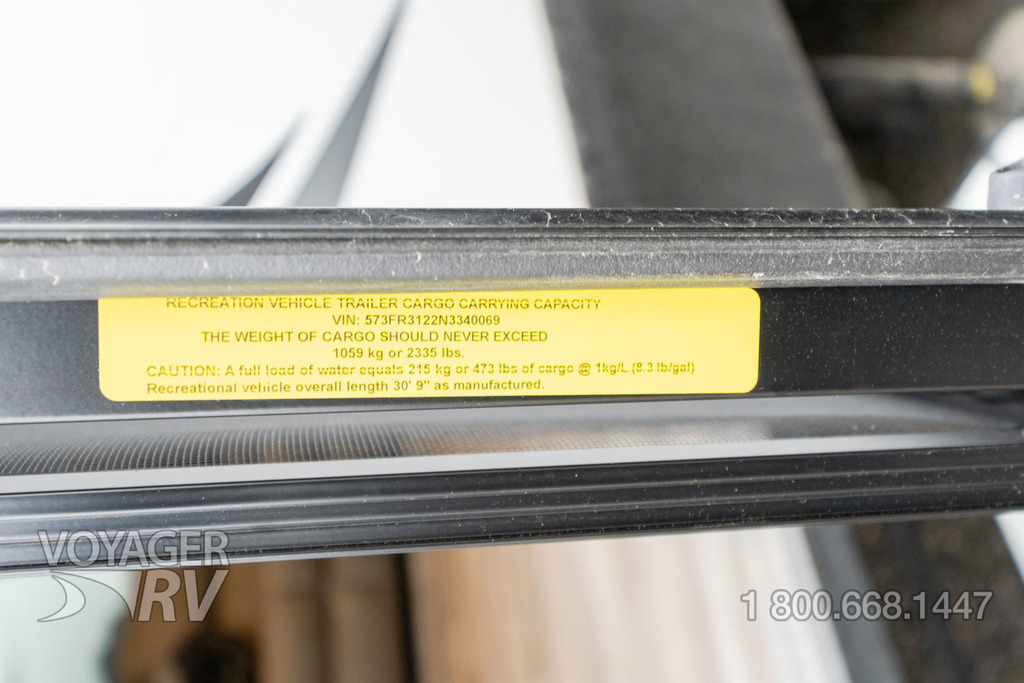 RECREATION VEHICLE TRAILER CARGO CARRYING CAPACITY
VIN: 573FR3122N3340069
THE WEIGHT OF CARGO SHOULD NEVER EXCEED
1059 kg or 2335 lbs.
CAUTION: A full load of water equals 215 kg or 473 lbs of cargo @ 1kg/L (8.3 lb/gal)
Recreational vehicle overall length 30' 9" as manufactured.
VOYAGER
RV
1 800.668.1447